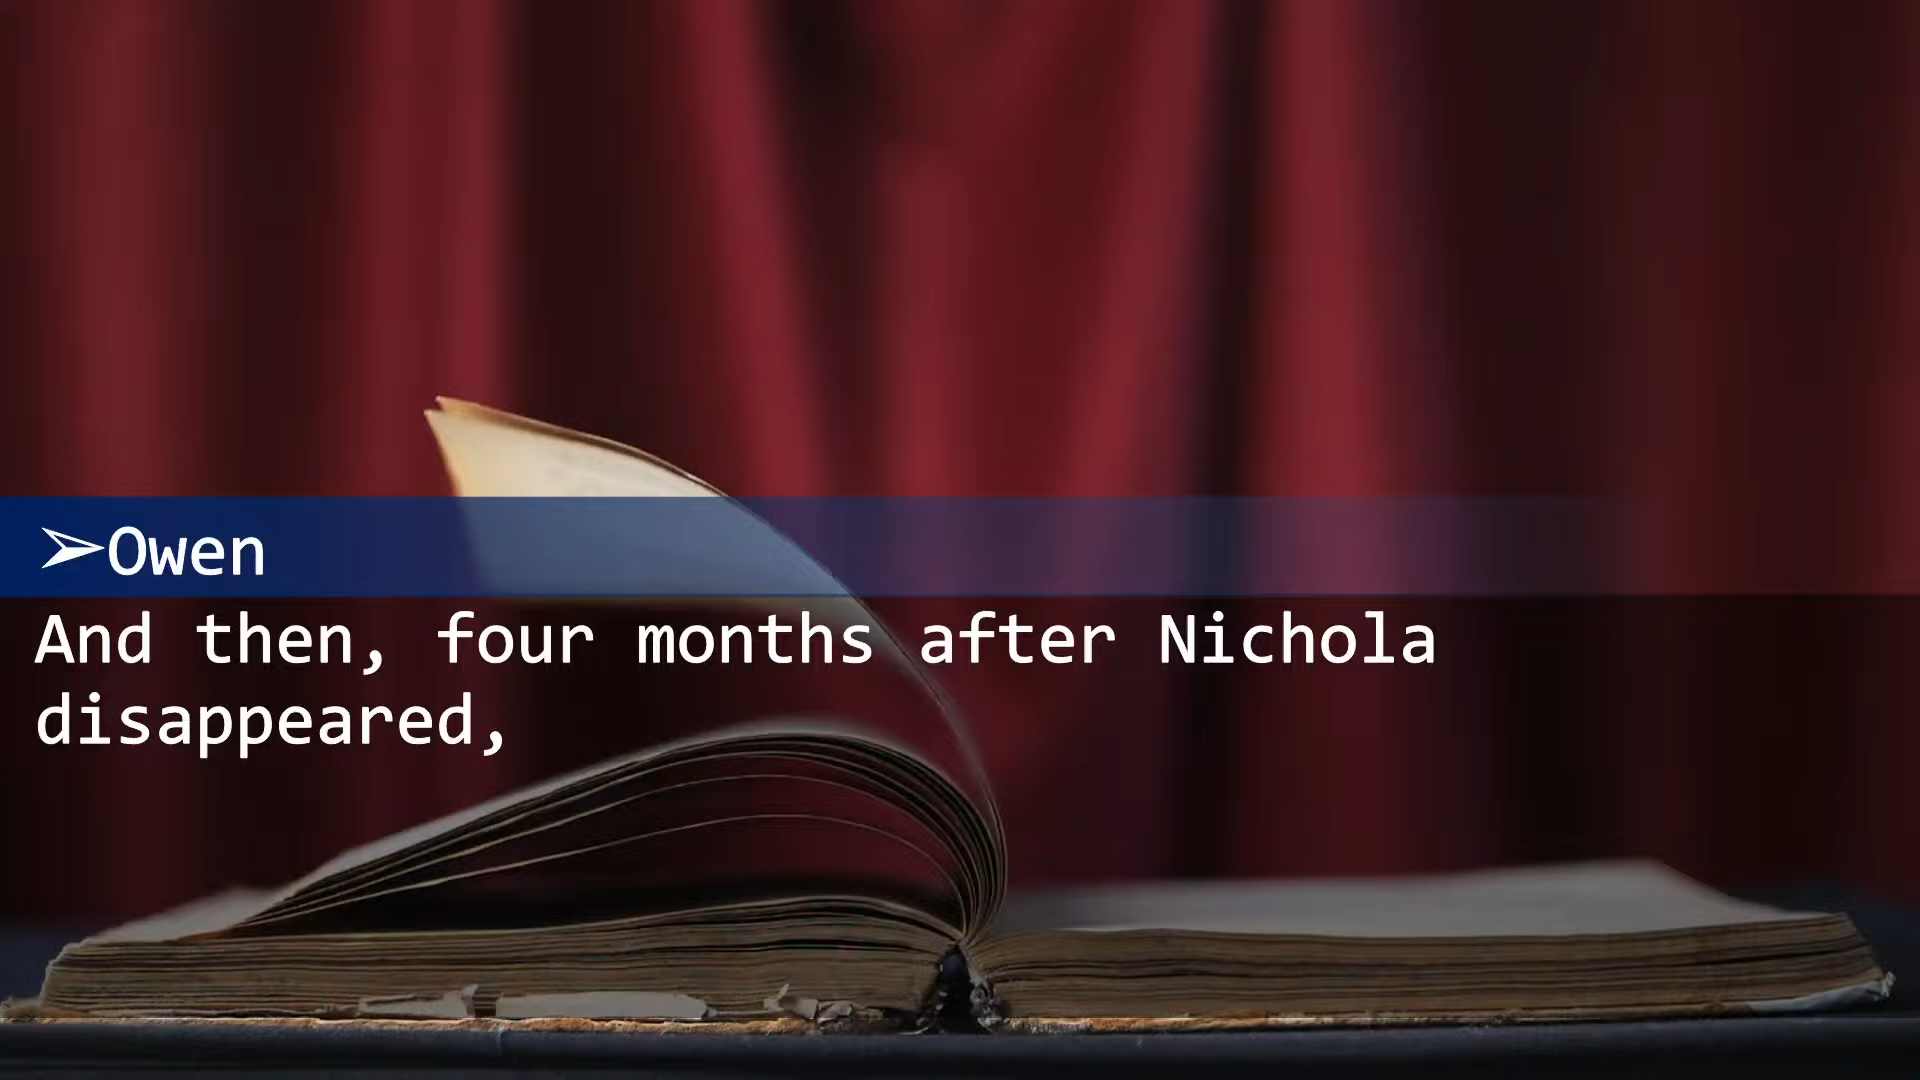 ➢Owen
And then, four months after Nichola
disappeared,